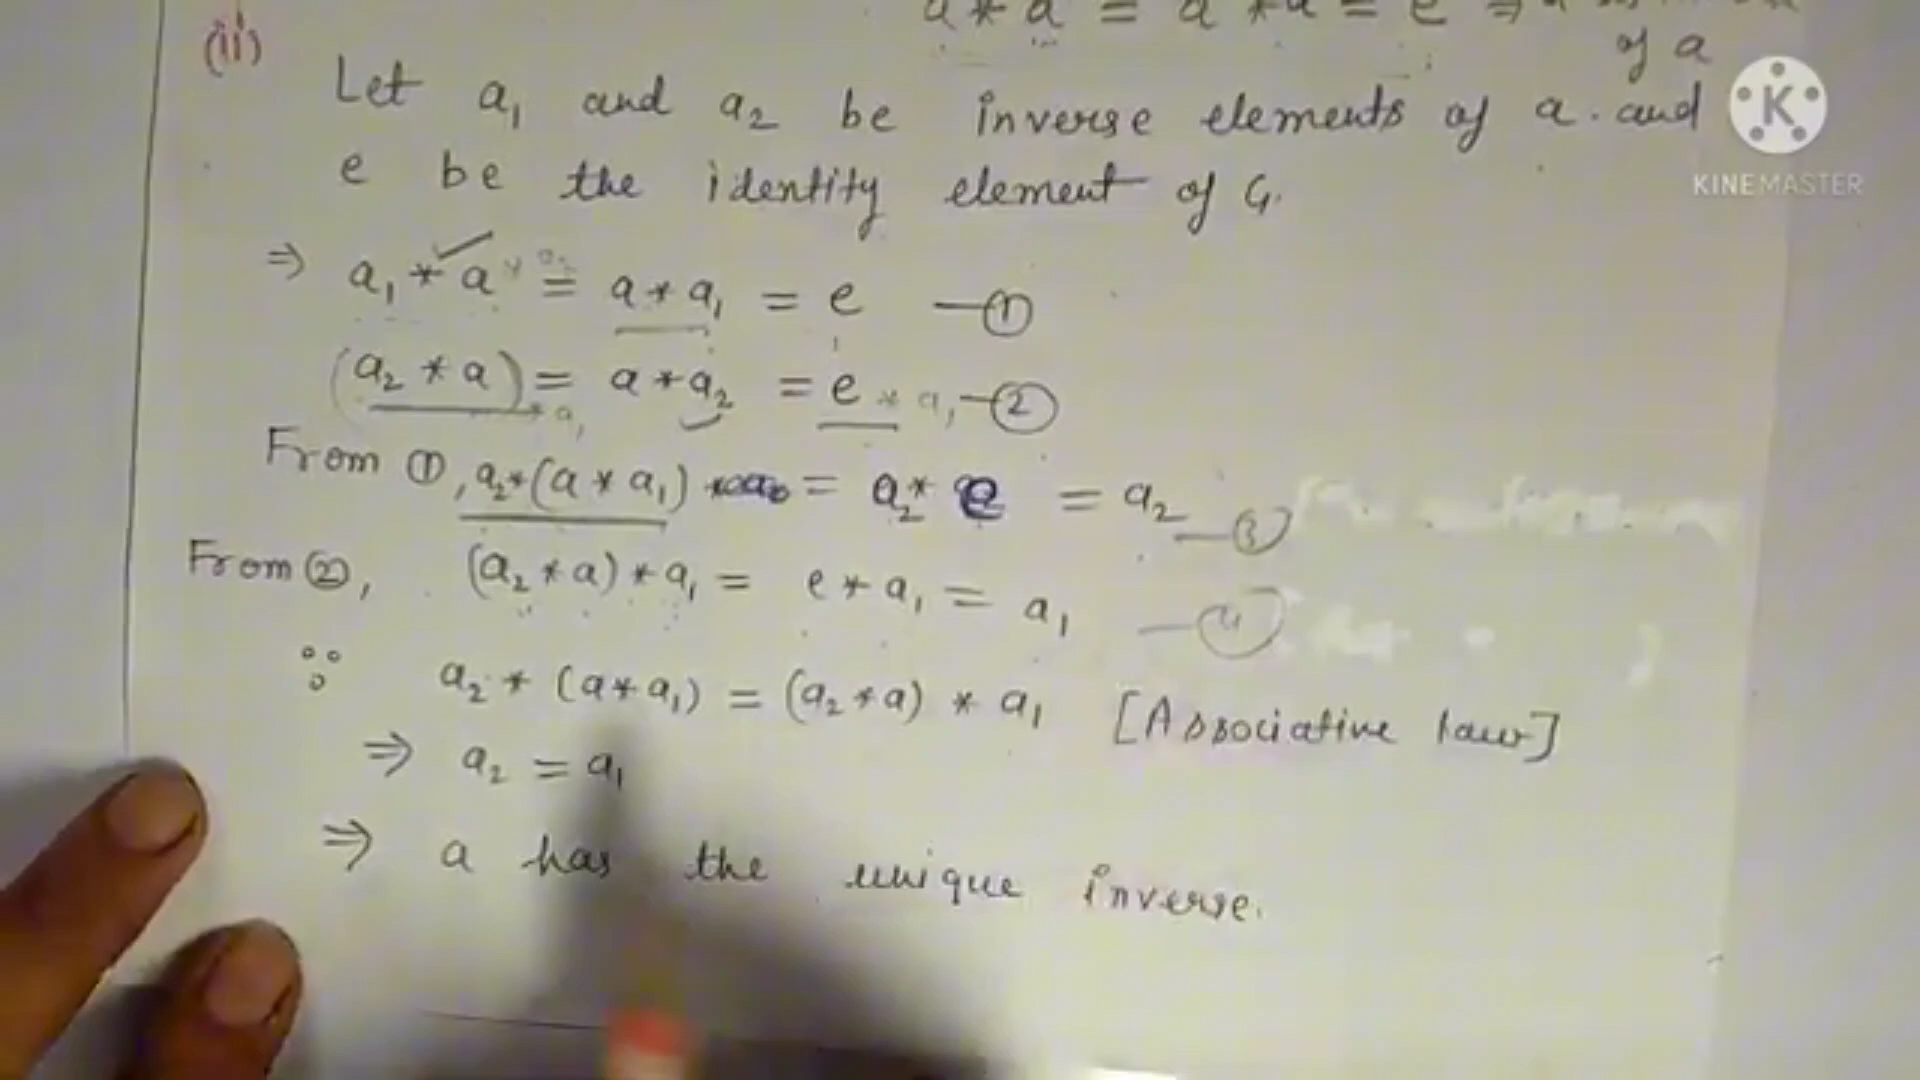 a * a = a * a = e ⇒
of a
(ii)
Let a₁ and a₂ be inverse elements of a. and
e be the identity element of G.
⇒ a₁ * a = a * a₁ = e —①
(a₂ * a) * a₁ = a * a₂ = e * a₁ —②
From ①, a₂*(a * a₁) = a₂* e = a₂ —③
From ②, (a₂ * a) * a₁ = e * a₁ = a₁ —④
∵ a₂ * (a * a₁) = (a₂ * a) * a₁ [Associative law]
⇒ a₂ = a₁
⇒ a has the unique inverse.
K
KINEMASTER